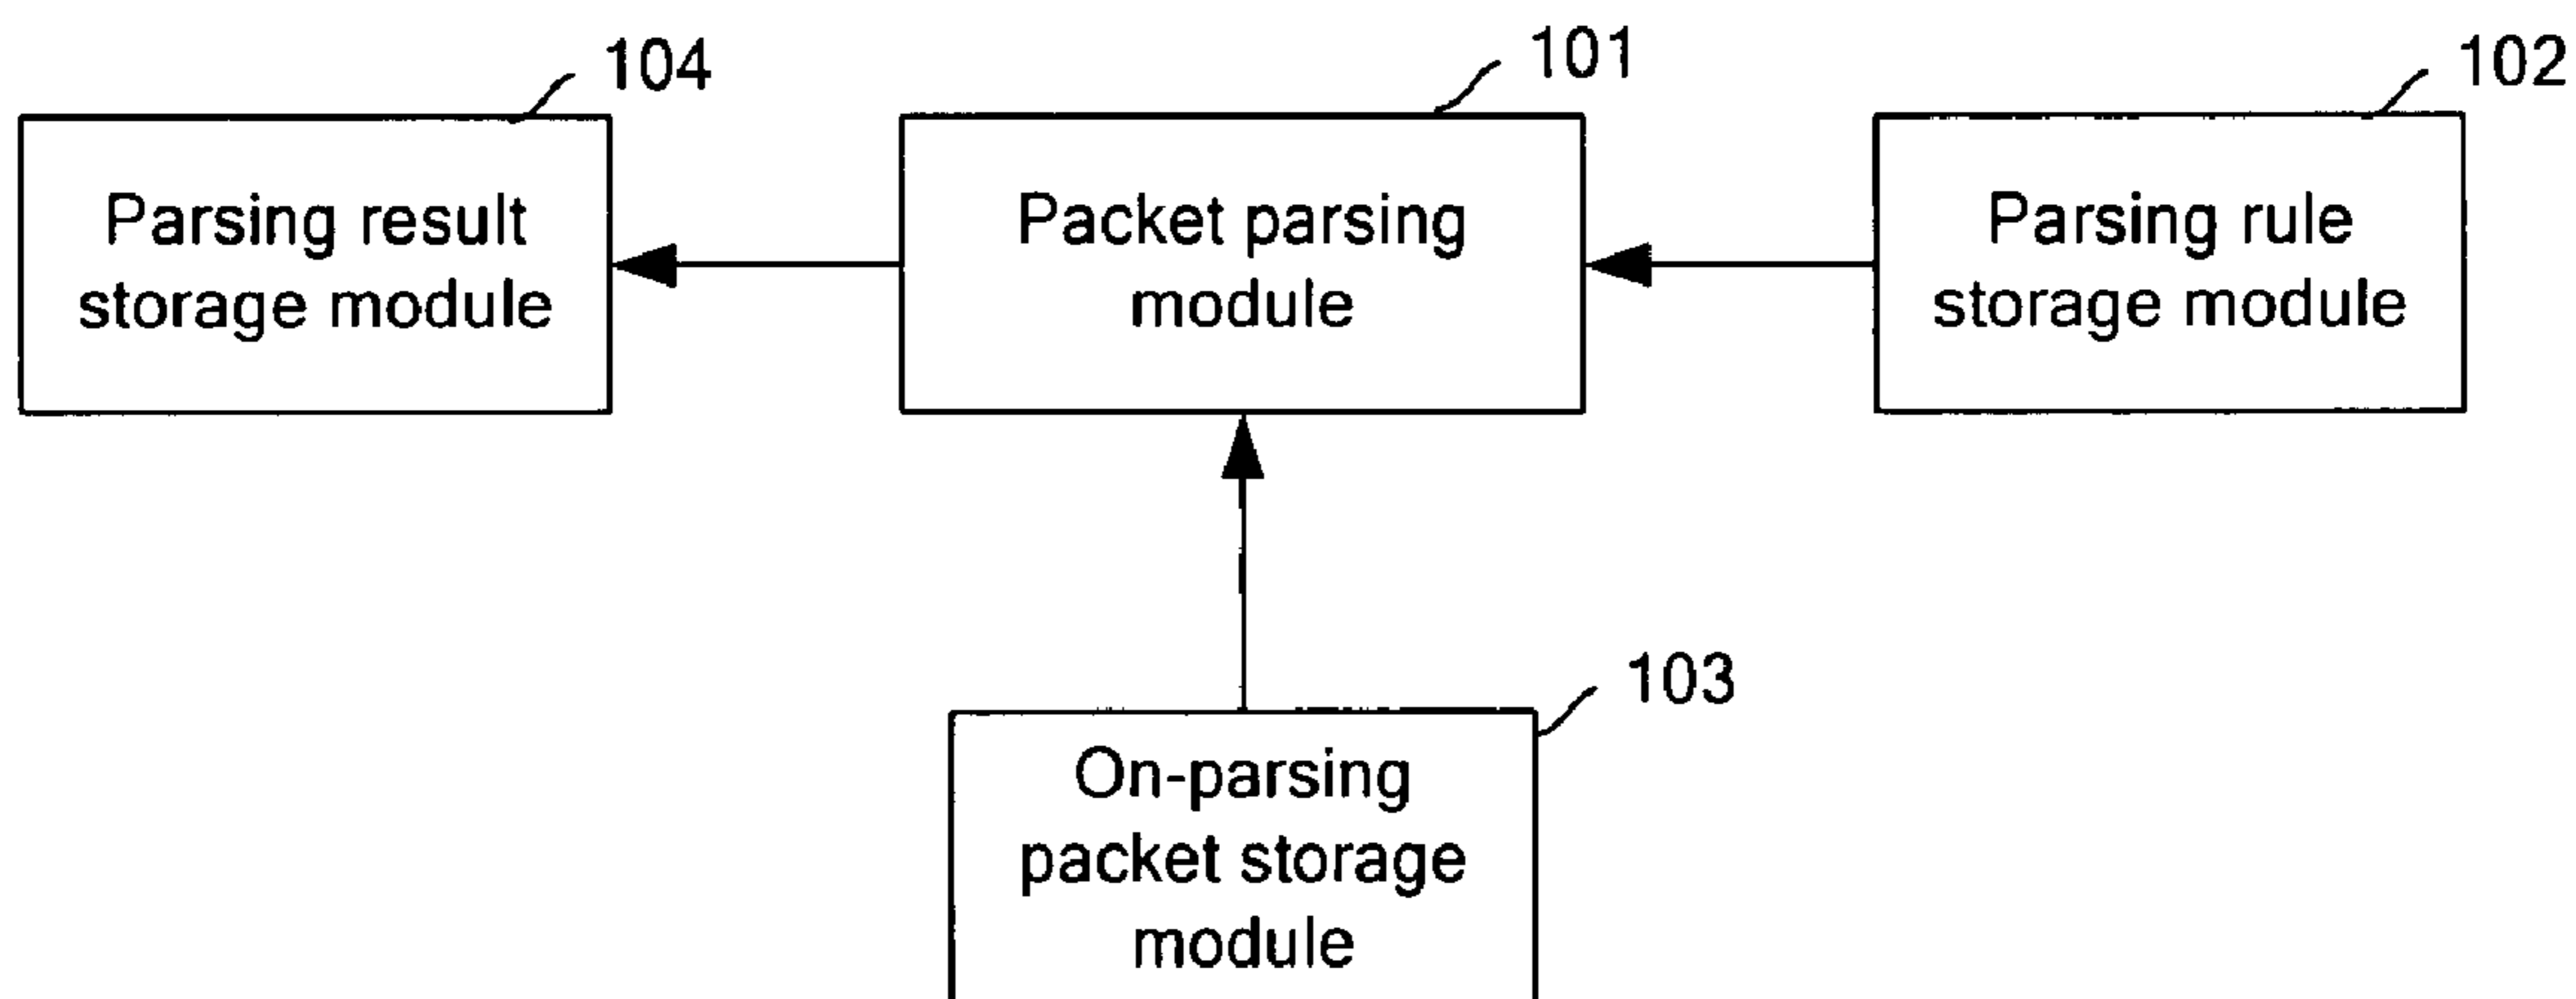 104
101
102
Parsing result
storage module
Packet parsing
module
Parsing rule
storage module
103
On-parsing
packet storage
module